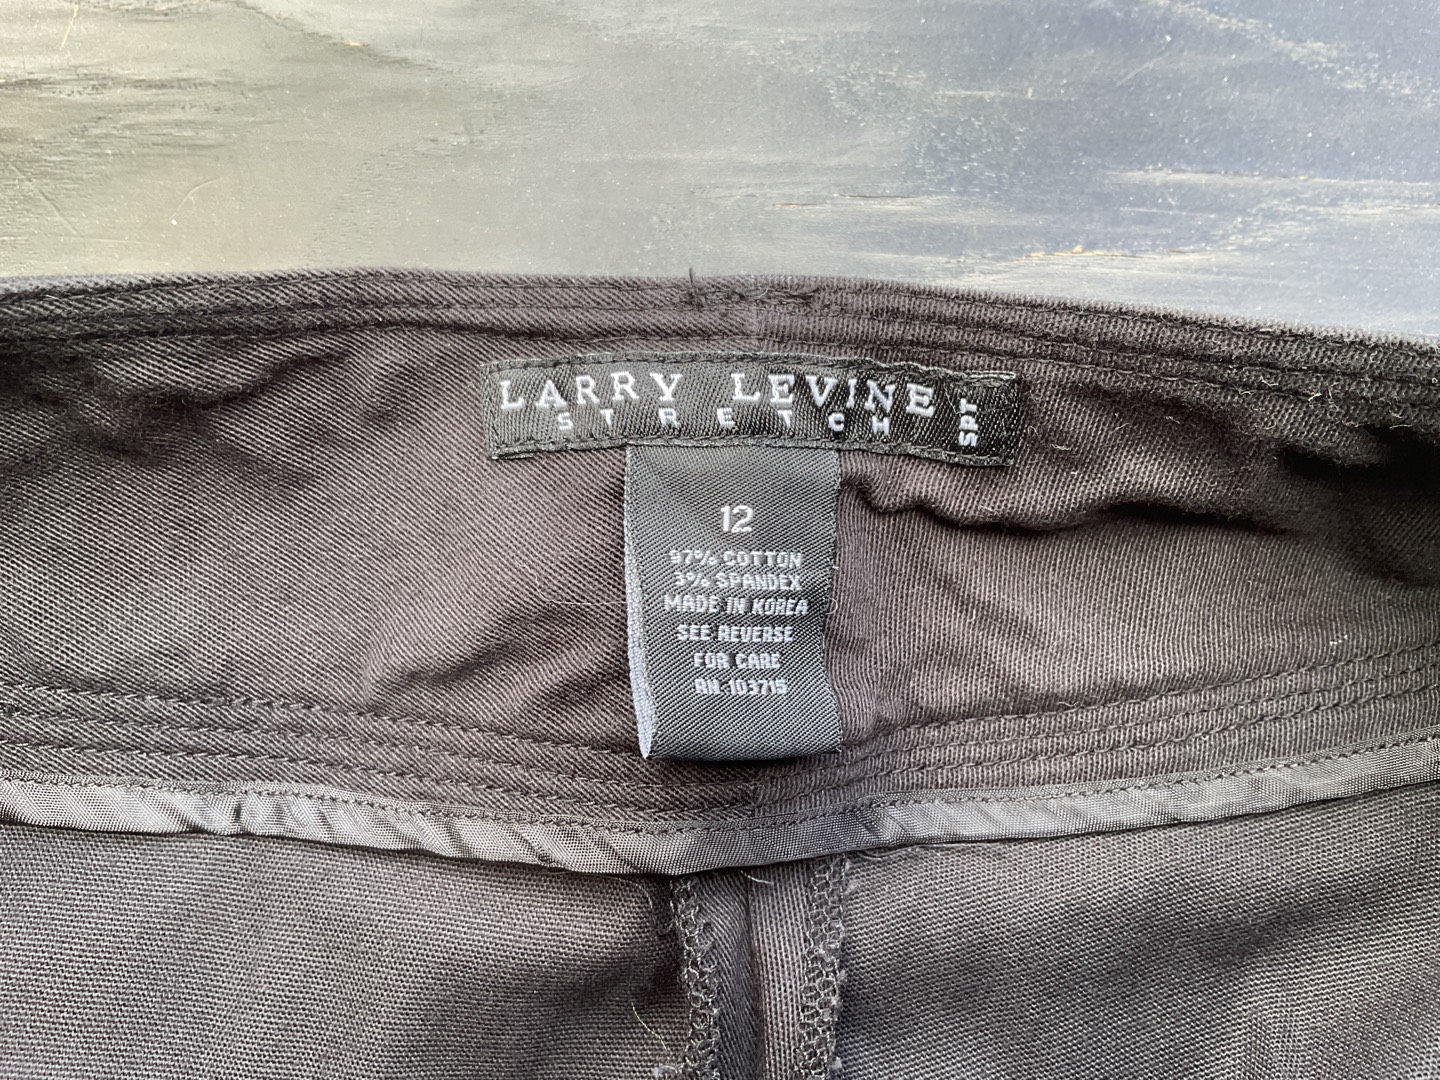 LARRY LEVINE
STRETCH
SPT
12
97% COTTON
3% SPANDEX
MADE IN KOREA
SEE REVERSE
FOR CARE
RN 103715